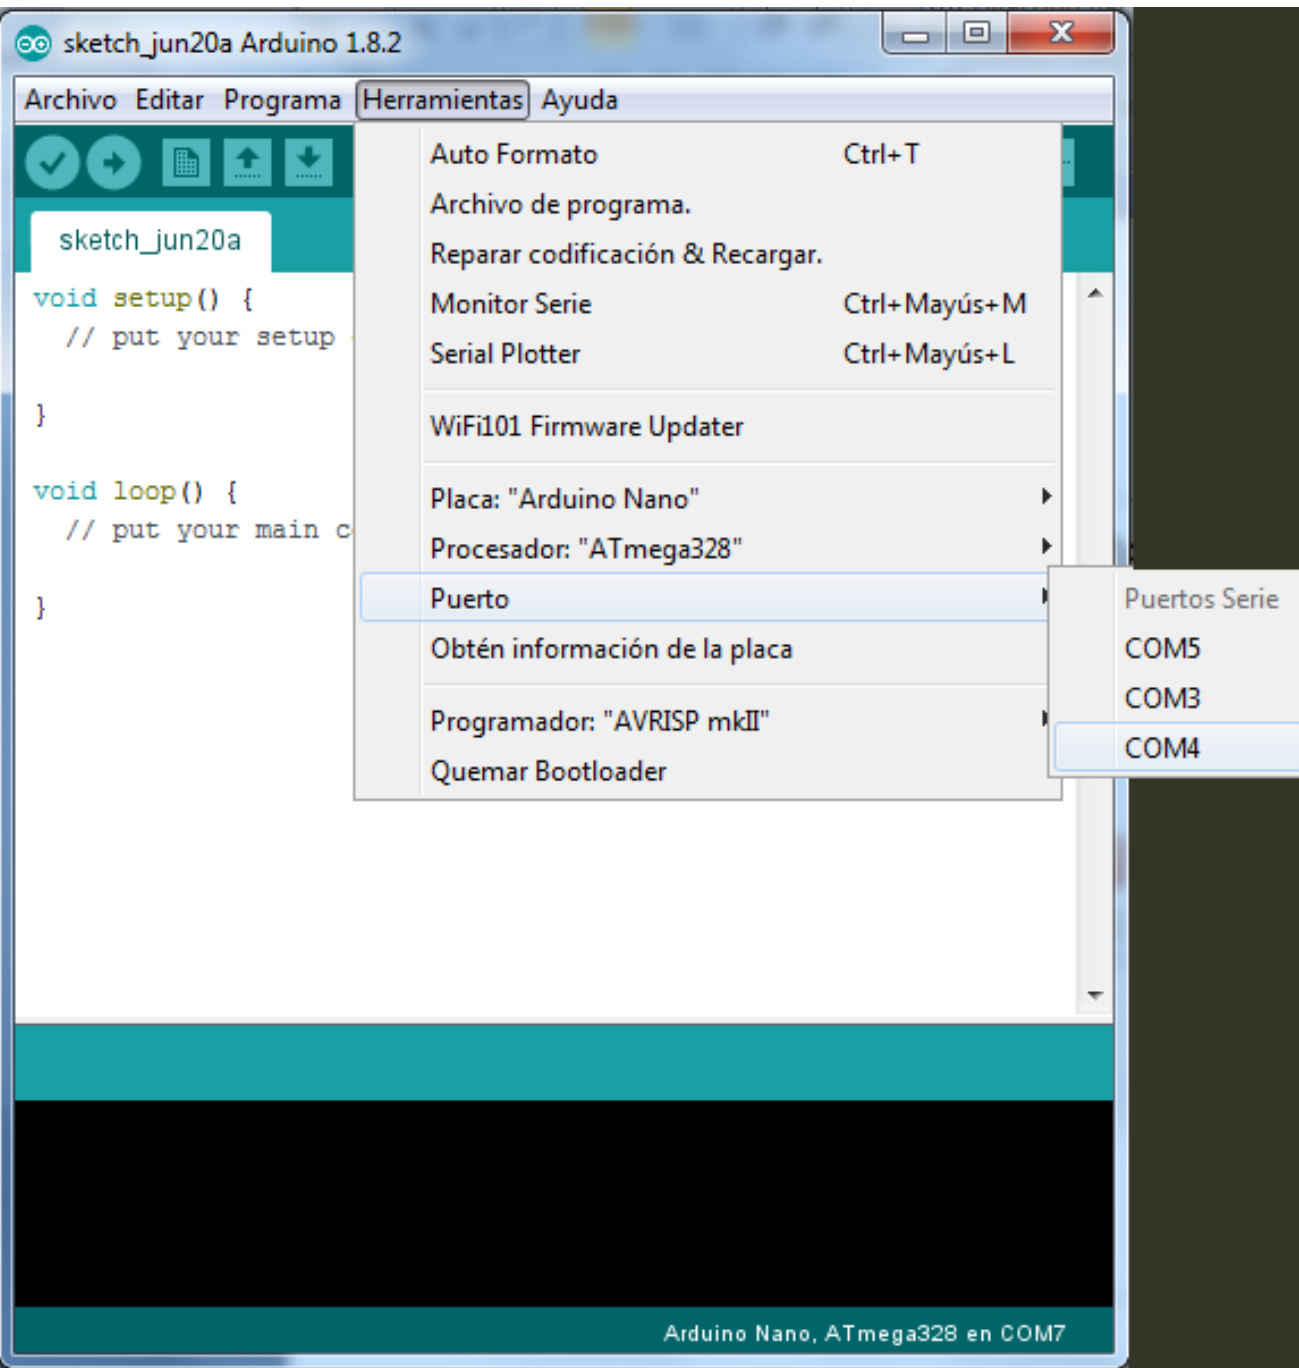 sketch_jun20a Arduino 1.8.2
Archivo Editar Programa Herramientas Ayuda
sketch_jun20a
void setup() {
// put your setup
}
void loop() {
// put your main
}
Auto Formato Ctrl+T
Archivo de programa.
Reparar codificación & Recargar.
Monitor Serie Ctrl+Mayús+M
Serial Plotter Ctrl+Mayús+L
WiFi101 Firmware Updater
Placa: "Arduino Nano"
Procesador: "ATmega328"
Puerto
Obtén información de la placa
Programador: "AVRISP mkII"
Quemar Bootloader
Puertos Serie
COM5
COM3
COM4
Arduino Nano, ATmega328 en COM7